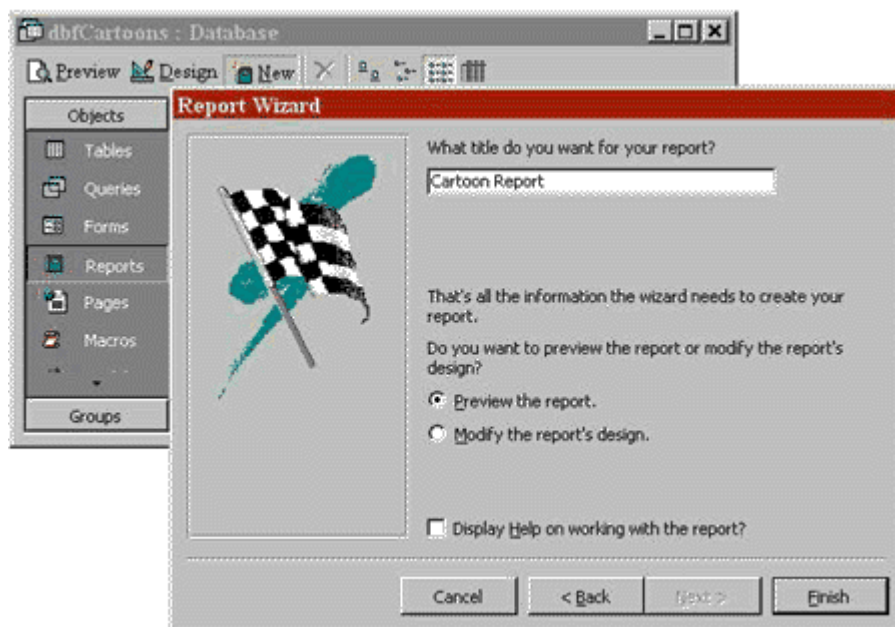 dbfCartoons : Database
Preview Design New
Objects
Tables
Queries
Forms
Reports
Pages
Macros
Groups
Report Wizard
What title do you want for your report?
Cartoon Report
That's all the information the wizard needs to create your
report.
Do you want to preview the report or modify the report's
design?
Preview the report.
Modify the report's design.
Display Help on working with the report?
Cancel
< Back
Next >
Finish